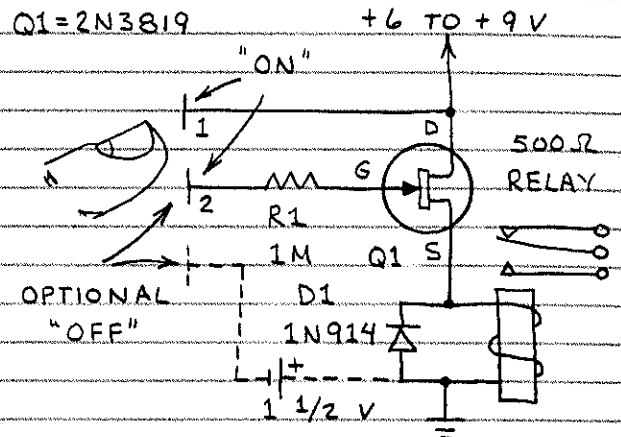 Q1=2N3819
+6 TO +9 V
"ON"
1
D
500Ω
RELAY
G
2
R1
1M
Q1
S
OPTIONAL
"OFF"
D1
1N914
+
1 1/2 V